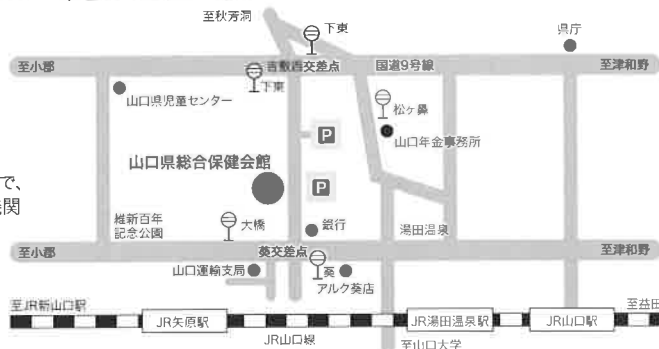 至秋芳洞
下東
県庁
至小郡
吉敷西交差点
国道9号線
至津和野
下東
山口県児童センター
松ヶ鼻
P
山口年金事務所
山口県総合保健会館
で、
P
機関
維新百年
記念公園
大橋
銀行
湯田温泉
至小郡
葵交差点
至津和野
山口運輸支局
葵
アルク葵店
至JR新山口駅
至益田
JR矢原駅
JR湯田温泉駅
JR山口駅
JR山口線
至山口大学